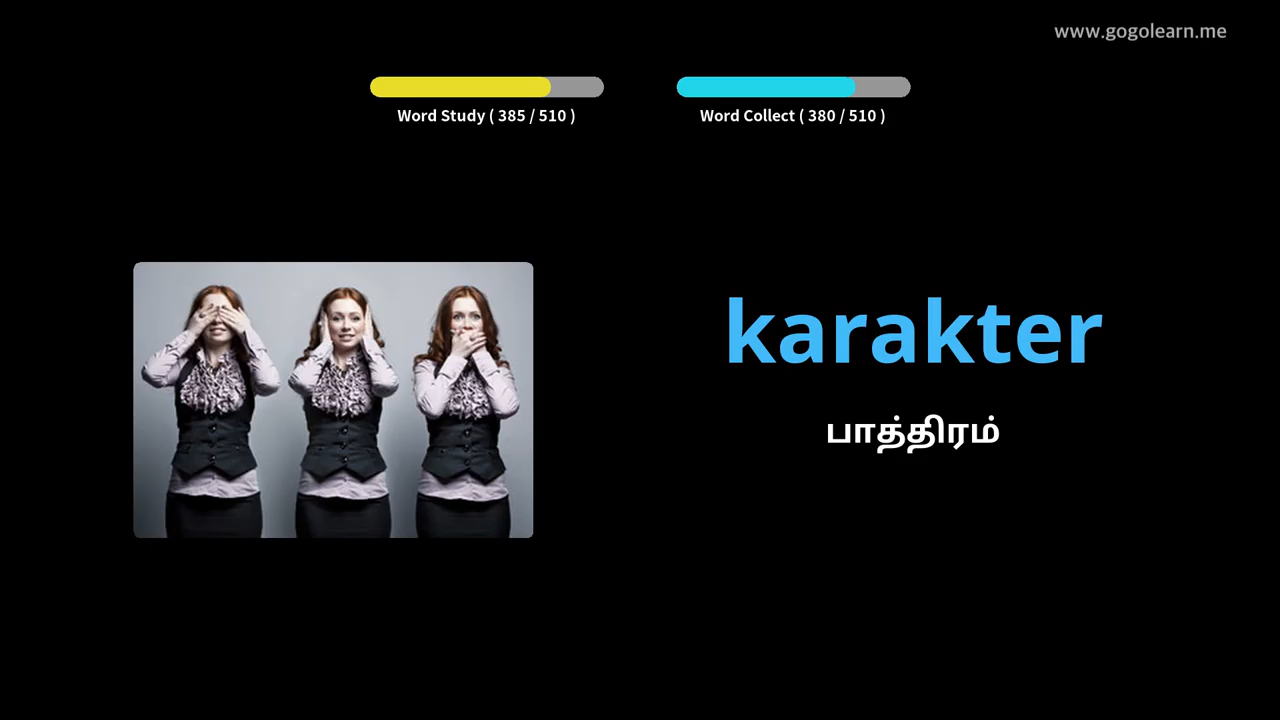 www.gogolearn.me
Word Study ( 385 / 510 )
Word Collect ( 380 / 510 )
karakter
பாத்திரம்